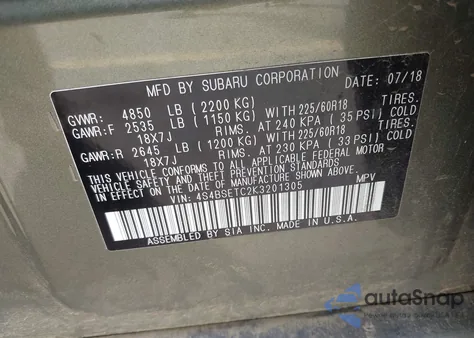 MFD BY SUBARU CORPORATION DATE: 07/18
GVWR: 4850 LB (2200 KG)
GAWR:F 2535 LB (1150 KG) WITH 225/60R18 TIRES.
18X7J RIMS. AT 240 KPA ( 35 PSI) COLD
GAWR:R 2645 LB (1200 KG) WITH 225/60R18 TIRES.
18X7J RIMS. AT 230 KPA ( 33 PSI) COLD
THIS VEHICLE CONFORMS TO ALL APPLICABLE FEDERAL MOTOR
VEHICLE SAFETY, BUMPER, AND THEFT PREVENTION STANDARDS
IN EFFECT ON THE DATE OF MANUFACTURE SHOWN ABOVE.
VIN: 4S4BSETC2K3201305 MPV
ASSEMBLED BY SIA INC. MADE IN U.S.A.
autoSnap